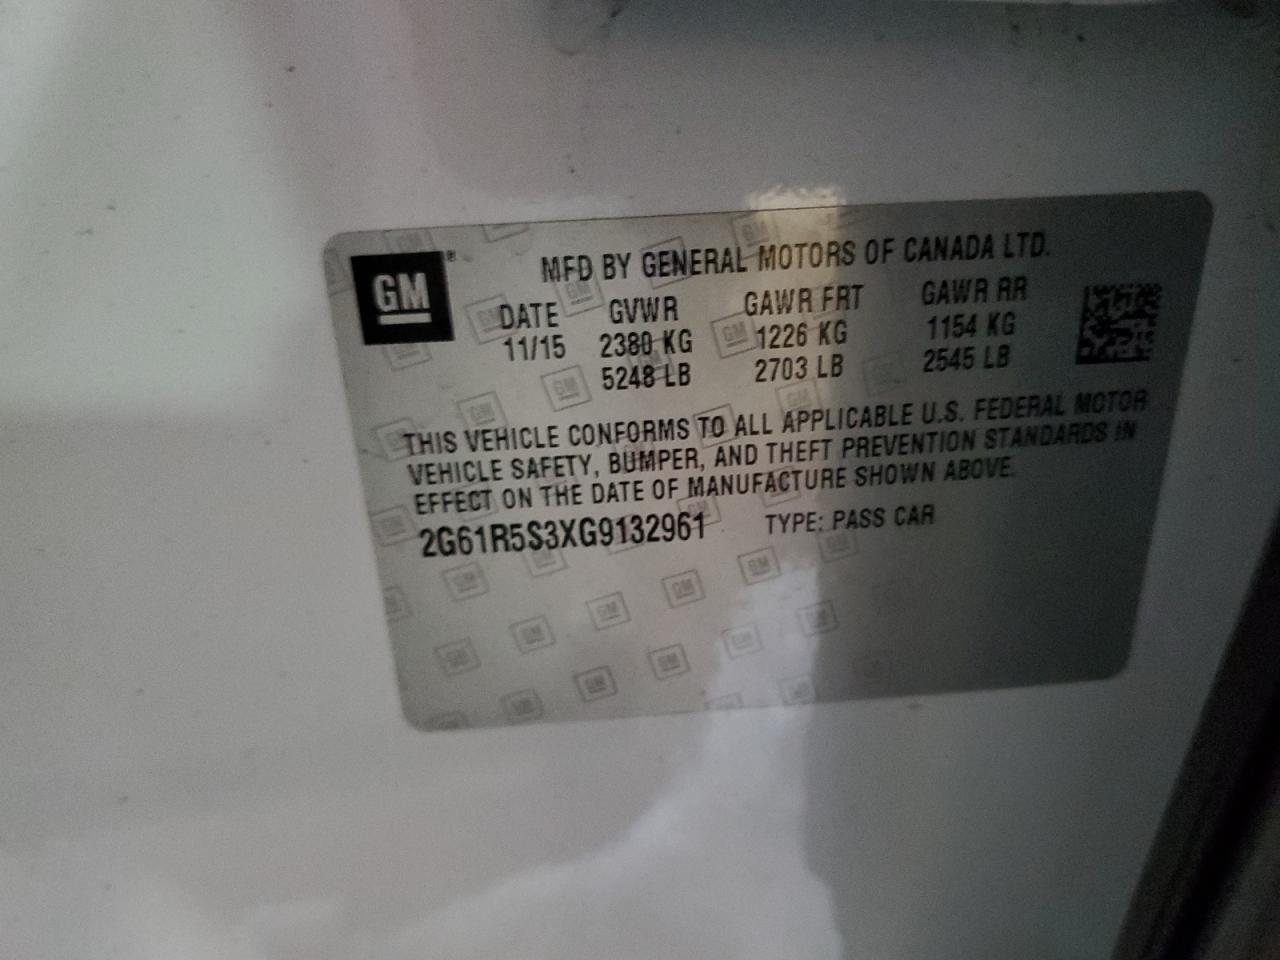 GM®
MFD BY GENERAL MOTORS OF CANADA LTD.
DATE GVWR GAWR FRT GAWR RR
11/15 2380 KG 1226 KG 1154 KG
5248 LB 2703 LB 2545 LB
THIS VEHICLE CONFORMS TO ALL APPLICABLE U.S. FEDERAL MOTOR
VEHICLE SAFETY, BUMPER, AND THEFT PREVENTION STANDARDS IN
EFFECT ON THE DATE OF MANUFACTURE SHOWN ABOVE.
2G61R5S3XG9132961 TYPE: PASS CAR